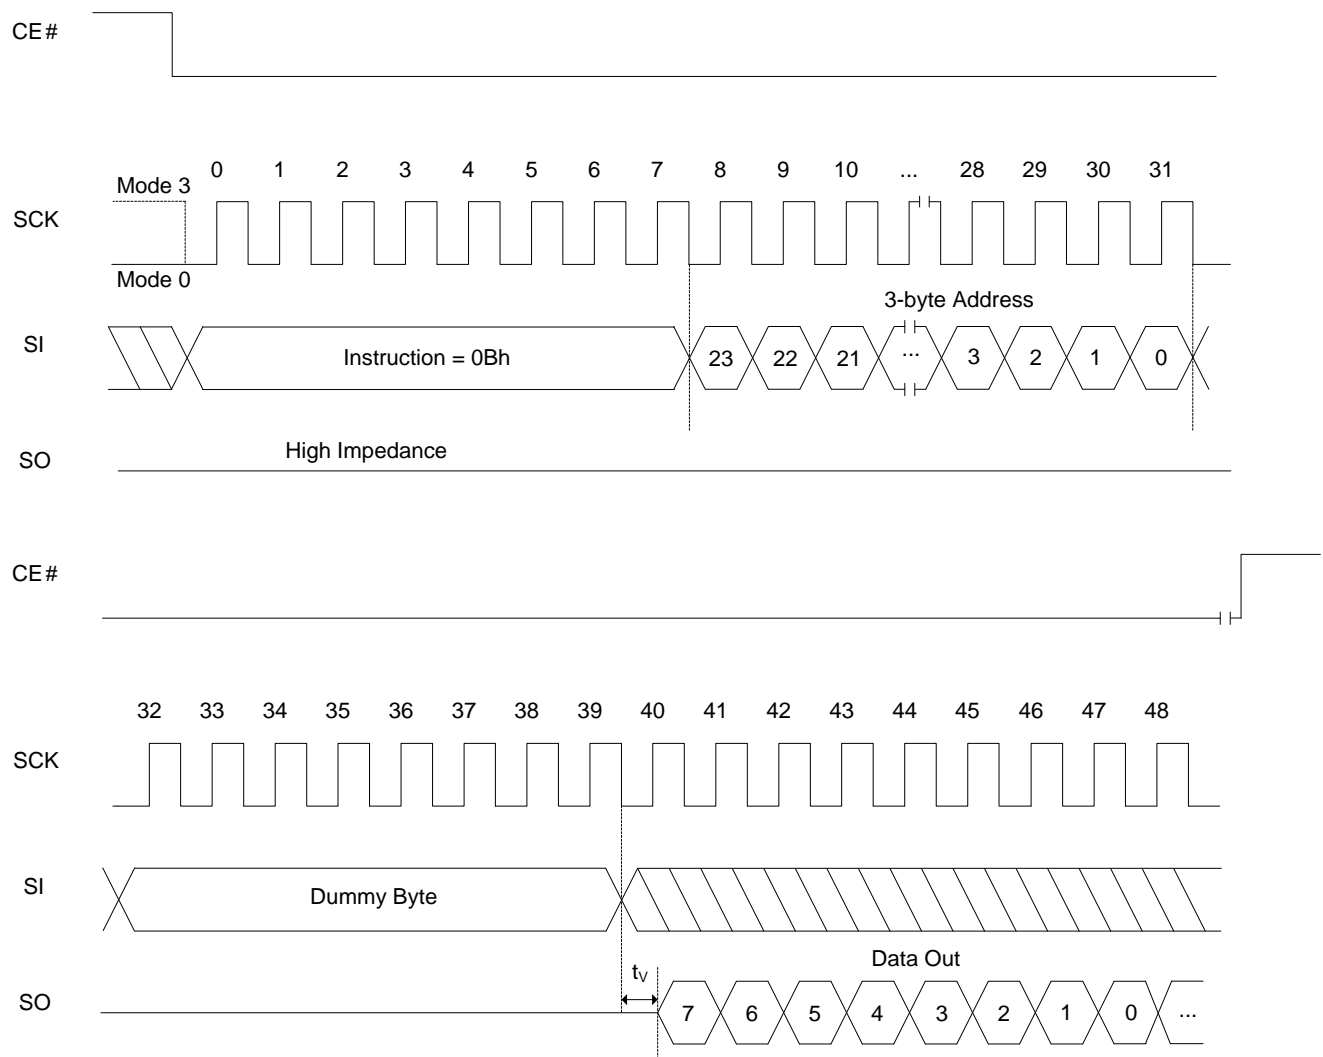 CE#
0 1 2 3 4 5 6 7 8 9 10 ... 28 29 30 31
Mode 3
SCK
Mode 0
3-byte Address
SI
Instruction = 0Bh 23 22 21 ... 3 2 1 0
High Impedance
SO
CE#
32 33 34 35 36 37 38 39 40 41 42 43 44 45 46 47 48
SCK
SI
Dummy Byte
Data Out
tV
SO
7 6 5 4 3 2 1 0 ...